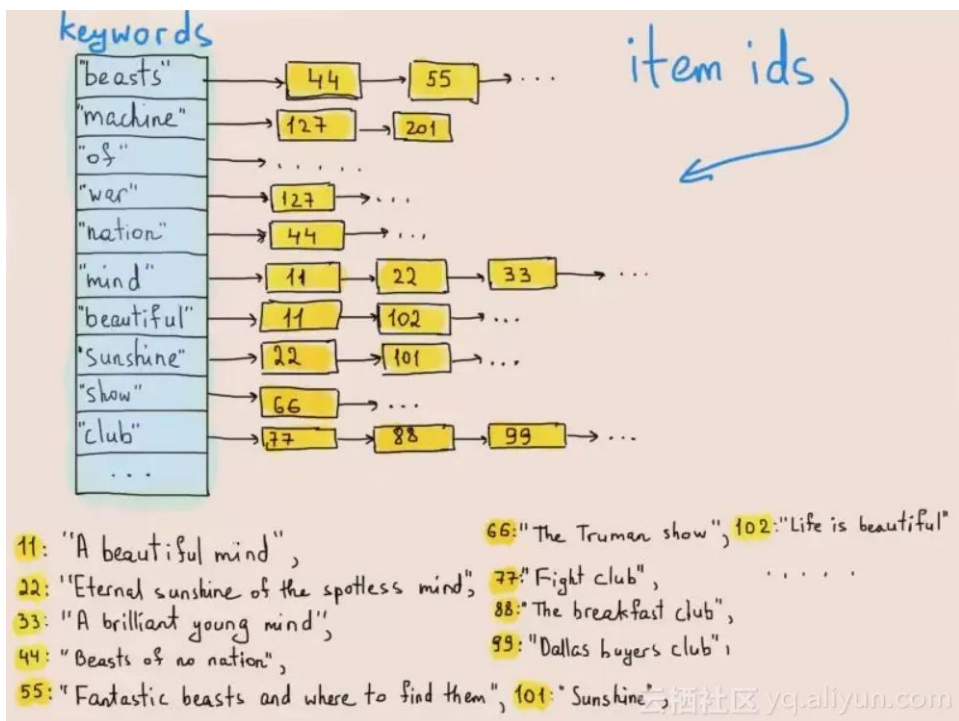 keywords
item ids
"beasts" 44 55 ...
"machine" 127 201
"of" .....
"war" 127 ...
"nation" 44 ...
"mind" 11 22 33 ...
"beautiful" 11 102 ...
"sunshine" 22 101 ...
"show" 66 ...
"club" 77 88 99 ...
...
11: "A beautiful mind",
22: "Eternal sunshine of the spotless mind",
33: "A brilliant young mind",
44: "Beasts of no nation",
55: "Fantastic beasts and where to find them", 101: "Sunshine",
66: "The Truman show", 102: "Life is beautiful"
77: "Fight club", .....
88: "The breakfast club",
99: "Dallas buyers club",
云栖社区 yq.aliyun.com